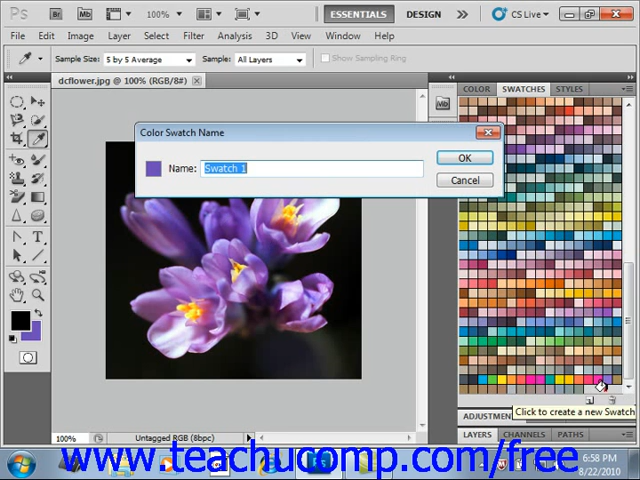 Ps Br Mb 100% ESSENTIALS DESIGN >> CS Live
File Edit Image Layer Select Filter Analysis 3D View Window Help
Sample Size: 5 by 5 Average Sample: All Layers Show Sampling Ring
dcflower.jpg @ 100% (RGB/8#)
Mb
COLOR SWATCHES STYLES
Color Swatch Name
Name: Swatch 1
OK
Cancel
Click to create a new Swatch
ADJUSTMEN
LAYERS CHANNELS PATHS
100% Untagged RGB (8bpc)
www.teachucomp.com/free
6:58 PM
8/22/2010